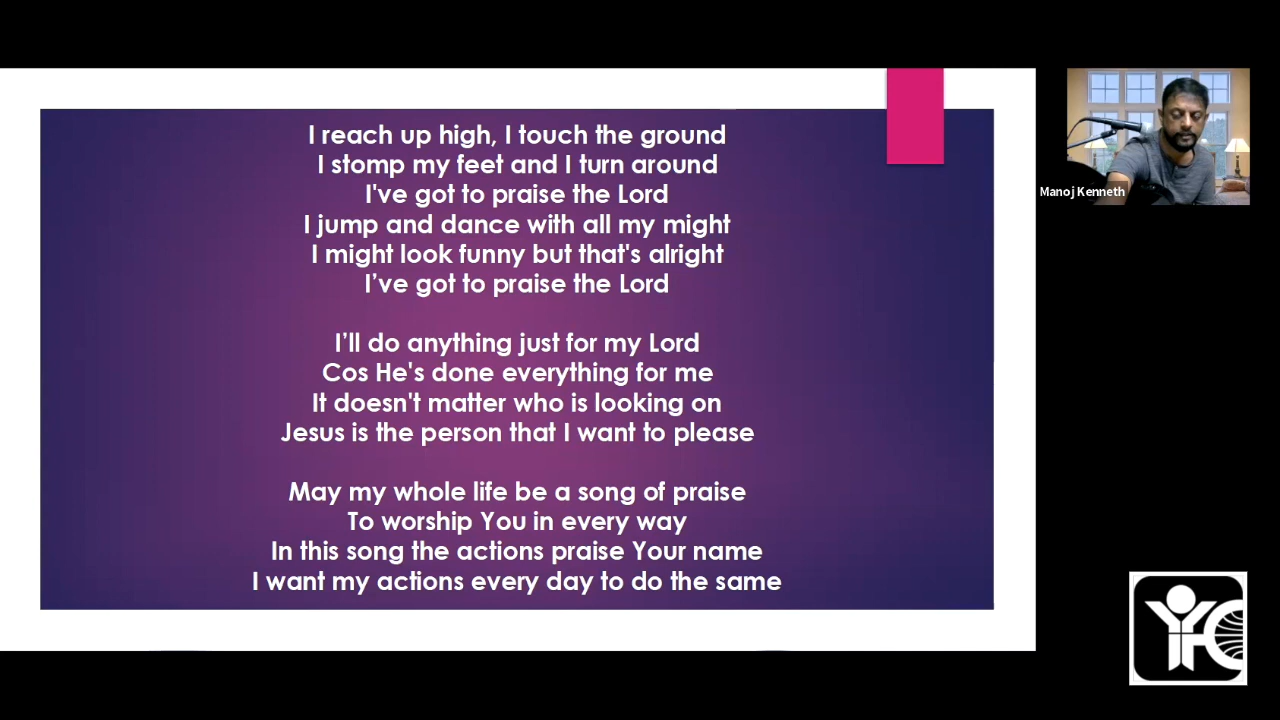 I reach up high, I touch the ground
I stomp my feet and I turn around
I've got to praise the Lord
I jump and dance with all my might
I might look funny but that's alright
I’ve got to praise the Lord
I’ll do anything just for my Lord
Cos He's done everything for me
It doesn't matter who is looking on
Jesus is the person that I want to please
May my whole life be a song of praise
To worship You in every way
In this song the actions praise Your name
I want my actions every day to do the same
Manoj Kenneth
YFC